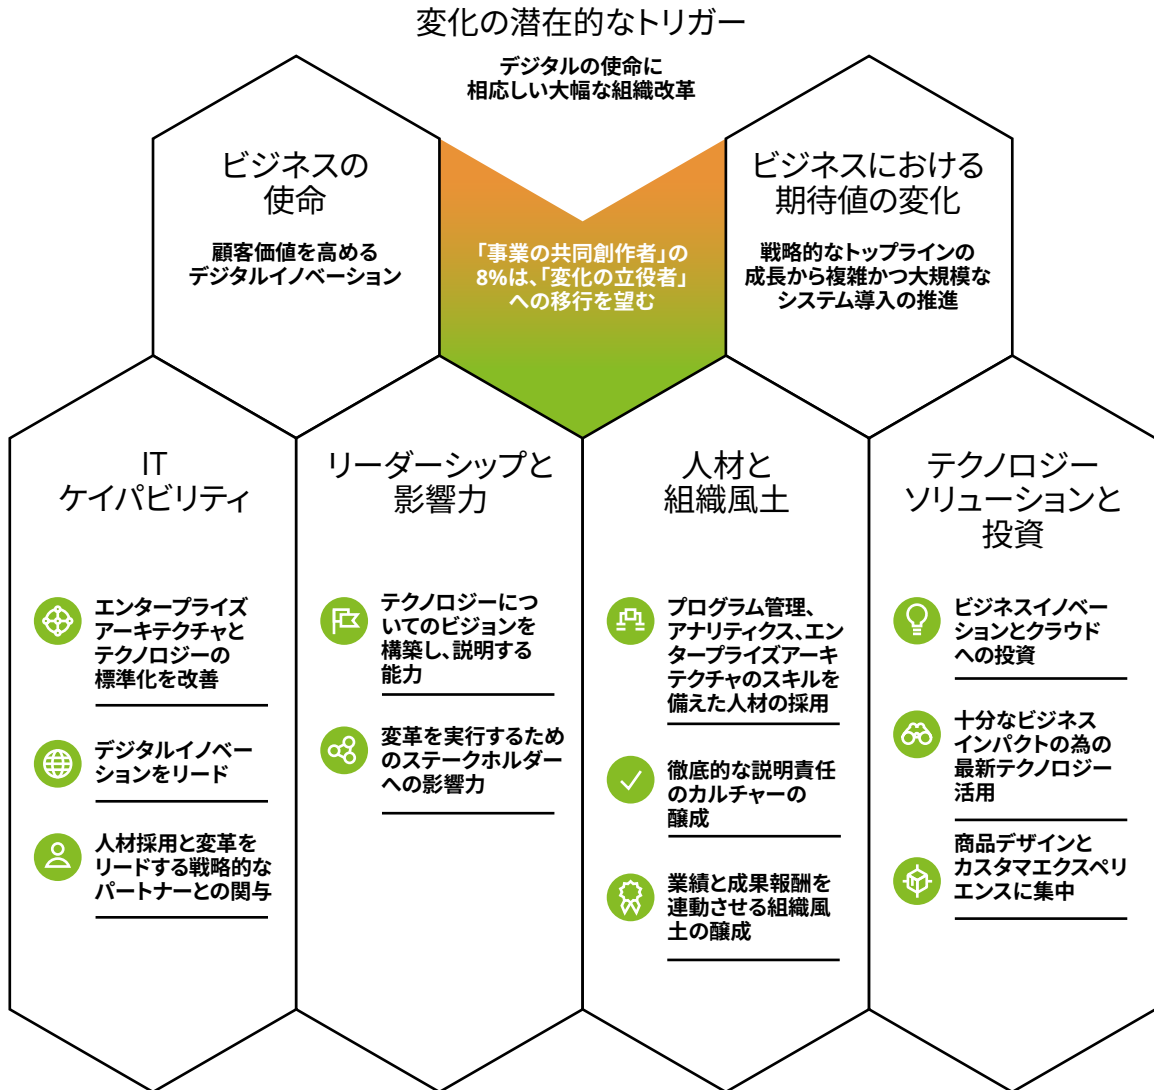 変化の潜在的なトリガー
デジタルの使命に
相応しい大幅な組織改革
ビジネスの
使命
顧客価値を高める
デジタルイノベーション
「事業の共同創作者」の
8%は、「変化の立役者」
への移行を望む
ビジネスにおける
期待値の変化
戦略的なトップラインの
成長から複雑かつ大規模な
システム導入の推進
IT
ケイパビリティ
エンタープライズ
アーキテクチャと
テクノロジーの
標準化を改善
デジタルイノベー
ションをリード
人材採用と変革を
リードする戦略的な
パートナーとの関与
リーダーシップと
影響力
テクノロジーにつ
いてのビジョンを
構築し、説明する
能力
変革を実行するため
のステークホルダー
への影響力
人材と
組織風土
プログラム管理、
アナリティクス、エン
タープライズアーキ
テクチャのスキルを
備えた人材の採用
徹底的な説明責任
のカルチャーの
醸成
業績と成果報酬を
連動させる組織風
土の醸成
テクノロジー
ソリューションと
投資
ビジネスイノベー
ションとクラウド
への投資
十分なビジネス
インパクトの為の
最新テクノロジー
活用
商品デザインと
カスタマエクスペリ
エンスに集中